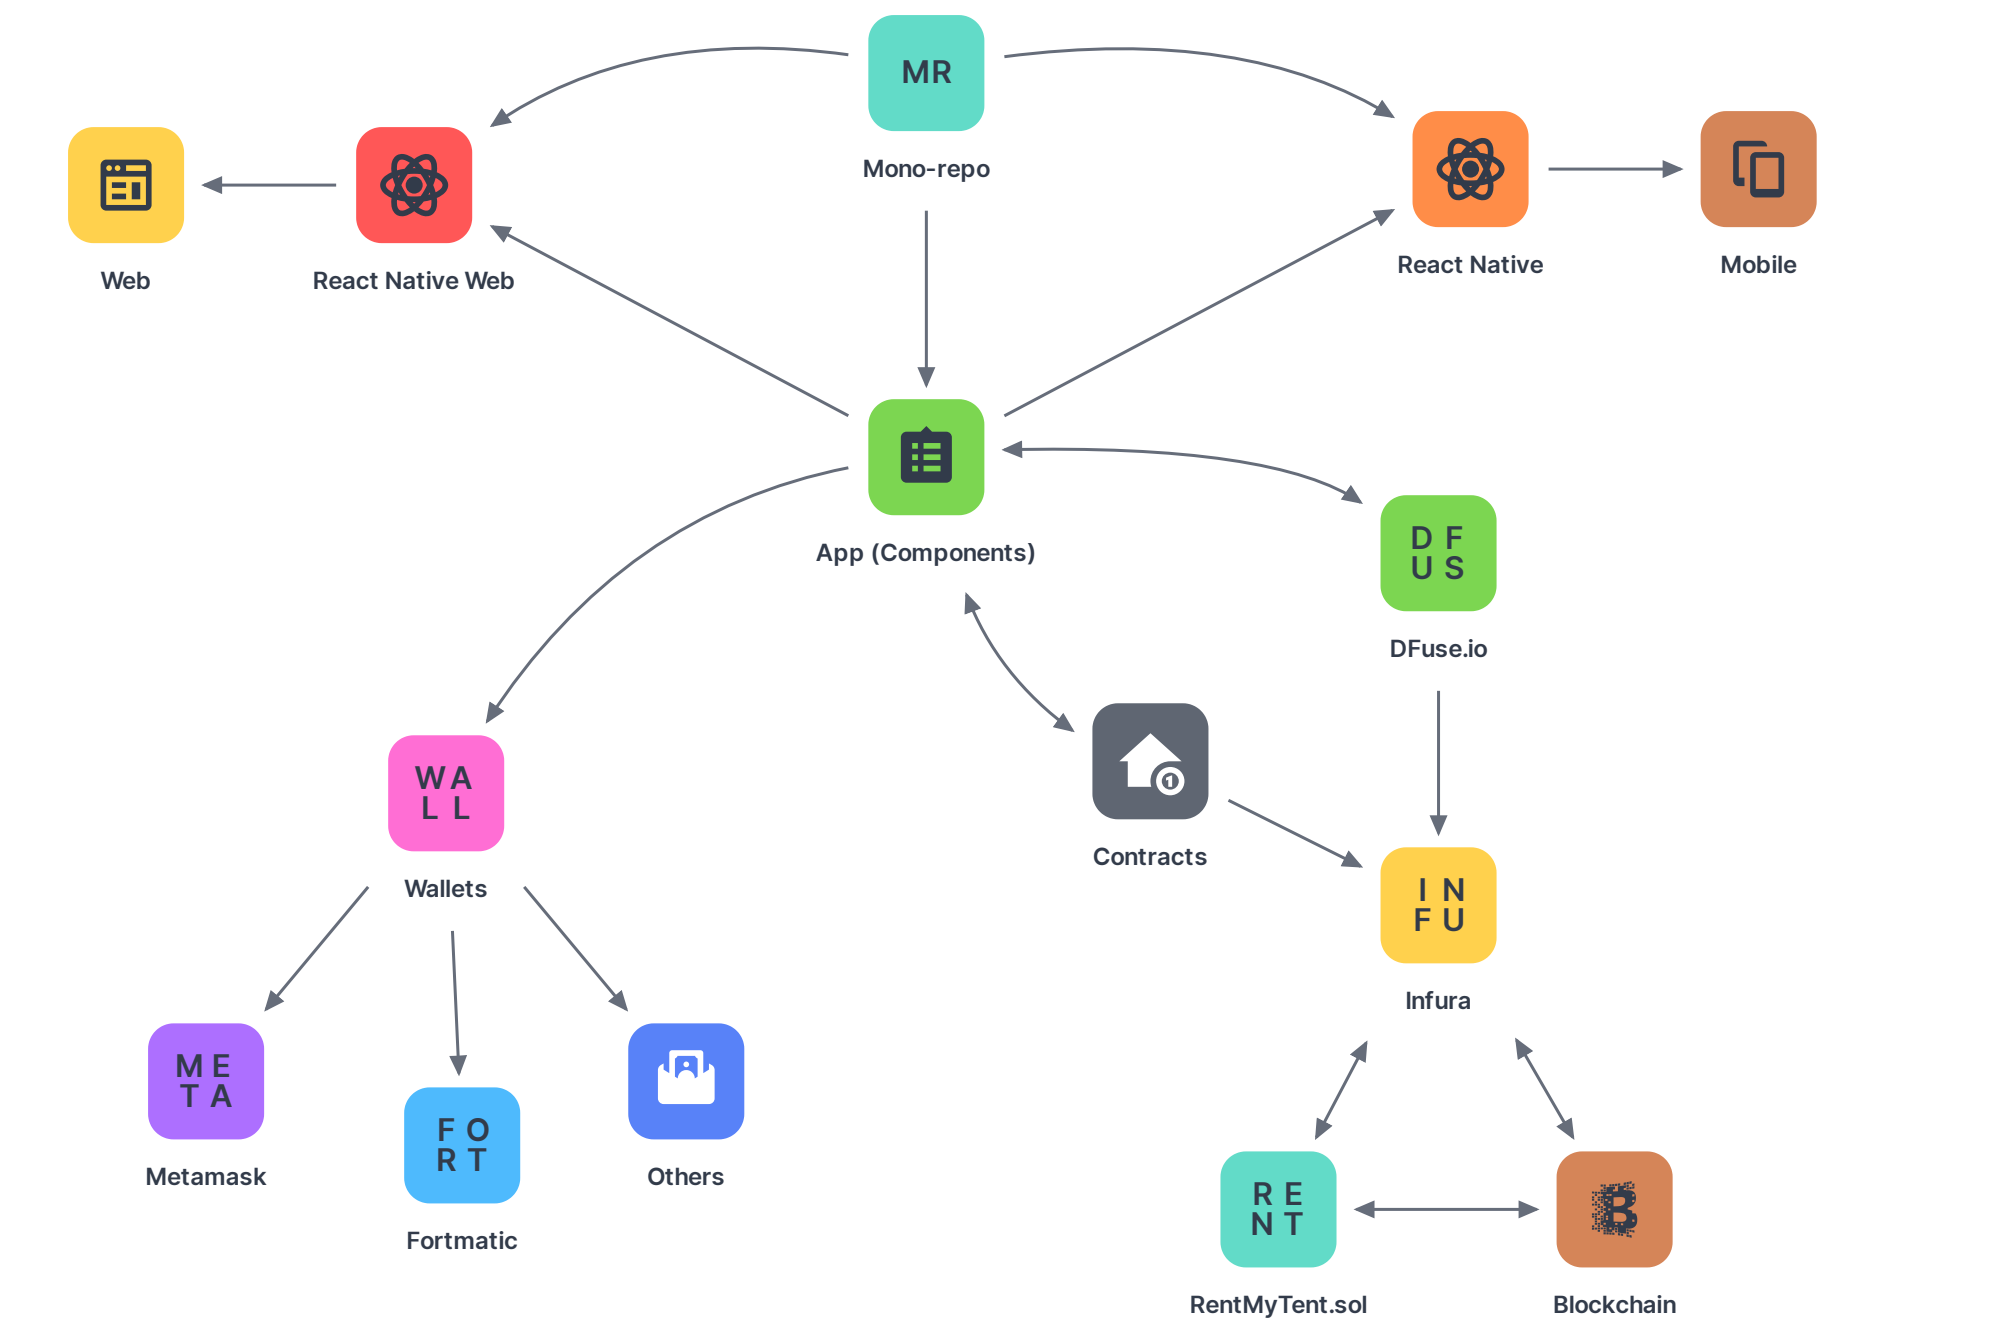 MR
Mono-repo
Web
React Native Web
React Native
Mobile
App (Components)
D F
U S
DFuse.io
W A
L L
Wallets
Contracts
I N
F U
Infura
M E
T A
Metamask
F O
R T
Fortmatic
Others
R E
N T
RentMyTent.sol
B
Blockchain